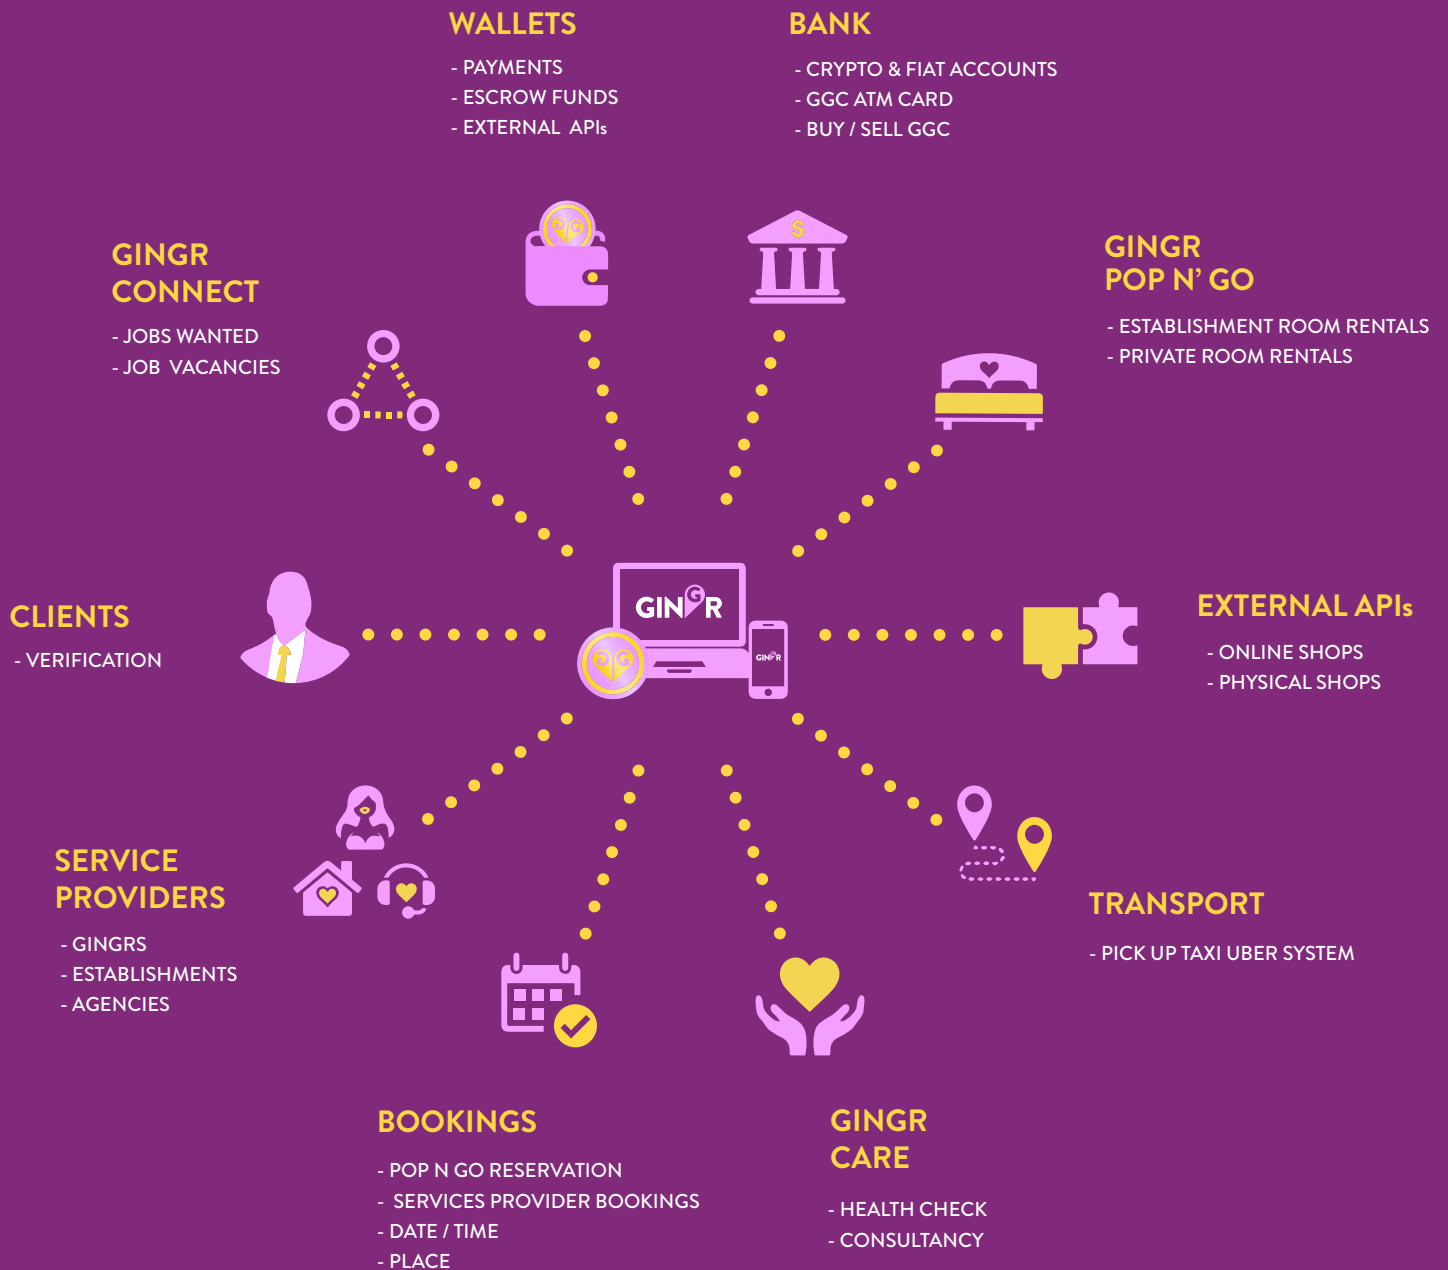 WALLETS
- PAYMENTS
- ESCROW FUNDS
- EXTERNAL APIs
BANK
- CRYPTO & FIAT ACCOUNTS
- GGC ATM CARD
- BUY / SELL GGC
GINGR
CONNECT
- JOBS WANTED
- JOB VACANCIES
$
GINGR
POP N’ GO
- ESTABLISHMENT ROOM RENTALS
- PRIVATE ROOM RENTALS
CLIENTS
- VERIFICATION
GINGR
GINGR
EXTERNAL APIs
- ONLINE SHOPS
- PHYSICAL SHOPS
SERVICE
PROVIDERS
- GINGRS
- ESTABLISHMENTS
- AGENCIES
TRANSPORT
- PICK UP TAXI UBER SYSTEM
BOOKINGS
- POP N GO RESERVATION
- SERVICES PROVIDER BOOKINGS
- DATE / TIME
- PLACE
GINGR
CARE
- HEALTH CHECK
- CONSULTANCY